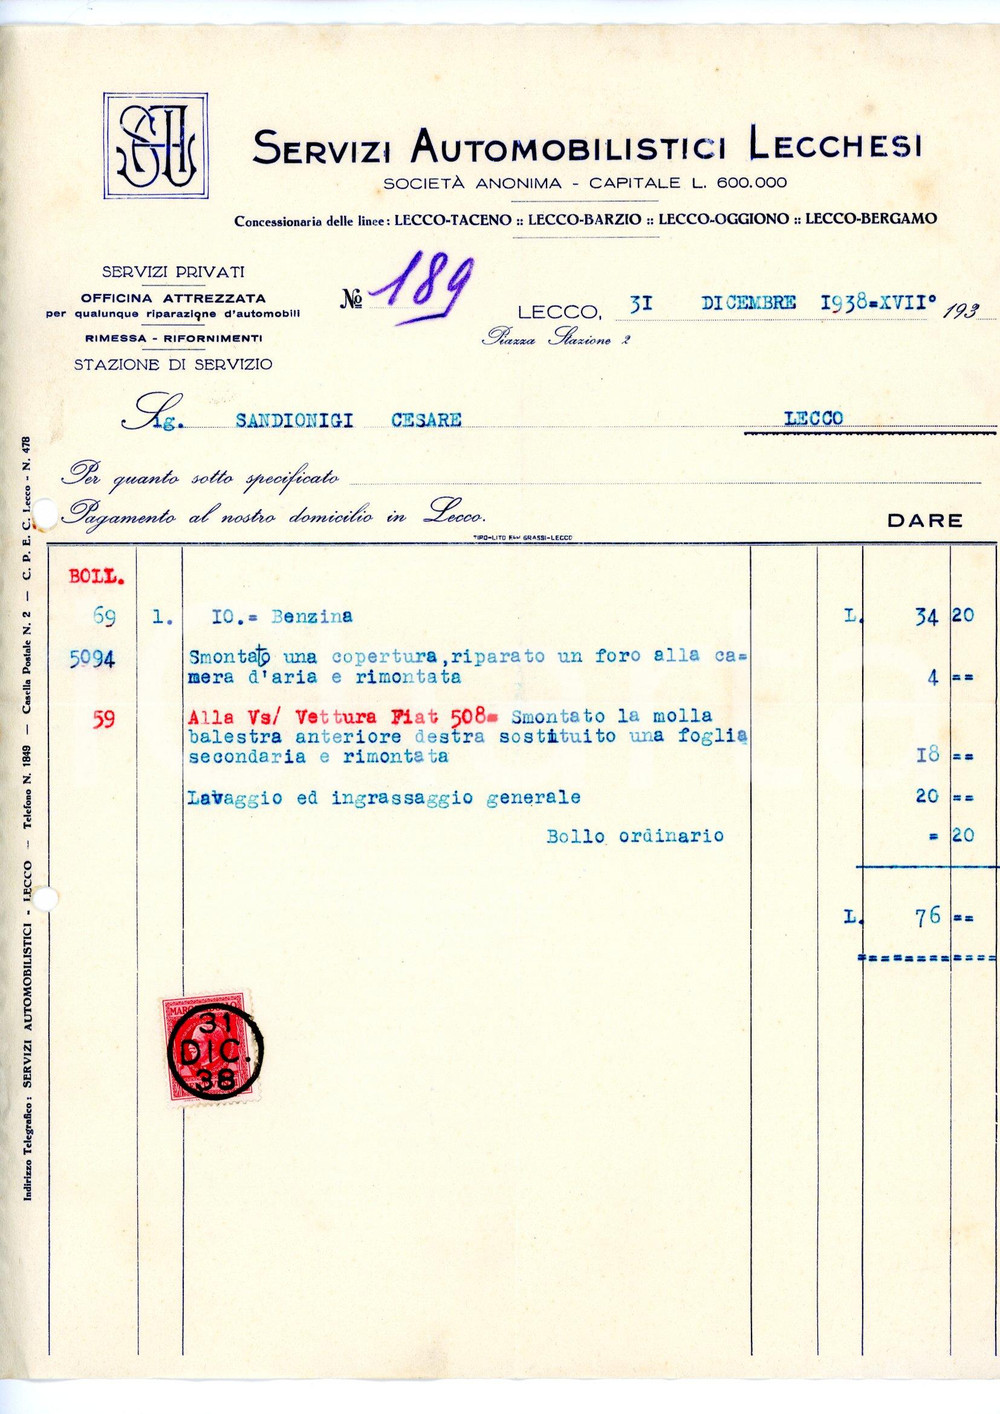 SAL
SERVIZI AUTOMOBILISTICI LECCHESI
SOCIETÀ ANONIMA - CAPITALE L. 600.000
Concessionaria delle linee: LECCO-TACENO :: LECCO-BARZIO :: LECCO-OGGIONO :: LECCO-BERGAMO
SERVIZI PRIVATI
OFFICINA ATTREZZATA
per qualunque riparazione d'automobili
RIMESSA - RIFORNIMENTI
STAZIONE DI SERVIZIO
No 189
LECCO, 31 DICEMBRE 1938=XVII° 193
Piazza Stazione 2
Sig. SANDIONIGI CESARE LECCO
Per quanto sotto specificato
Pagamento al nostro domicilio in Lecco.
DARE
TIPO-LITO F.lli GRASSI-LECCO
BOLL.
69 l. IO.= Benzina L. 34 20
5094 Smontato una copertura,riparato un foro alla ca=
mera d'aria e rimontata 4 ==
59 Alla Vs/ Vettura Fiat 508= Smontato la molla
balestra anteriore destra sostituito una foglia
secondaria e rimontata 18 ==
Lavaggio ed ingrassaggio generale 20 ==
Bollo ordinario = 20
L. 76 ==
31
DIC.
38
Indirizzo Telegrafico: SERVIZI AUTOMOBILISTICI - LECCO — Telefono N. 1849 — Casella Postale N. 2 — C. P. E. C. Lecco - N. 478